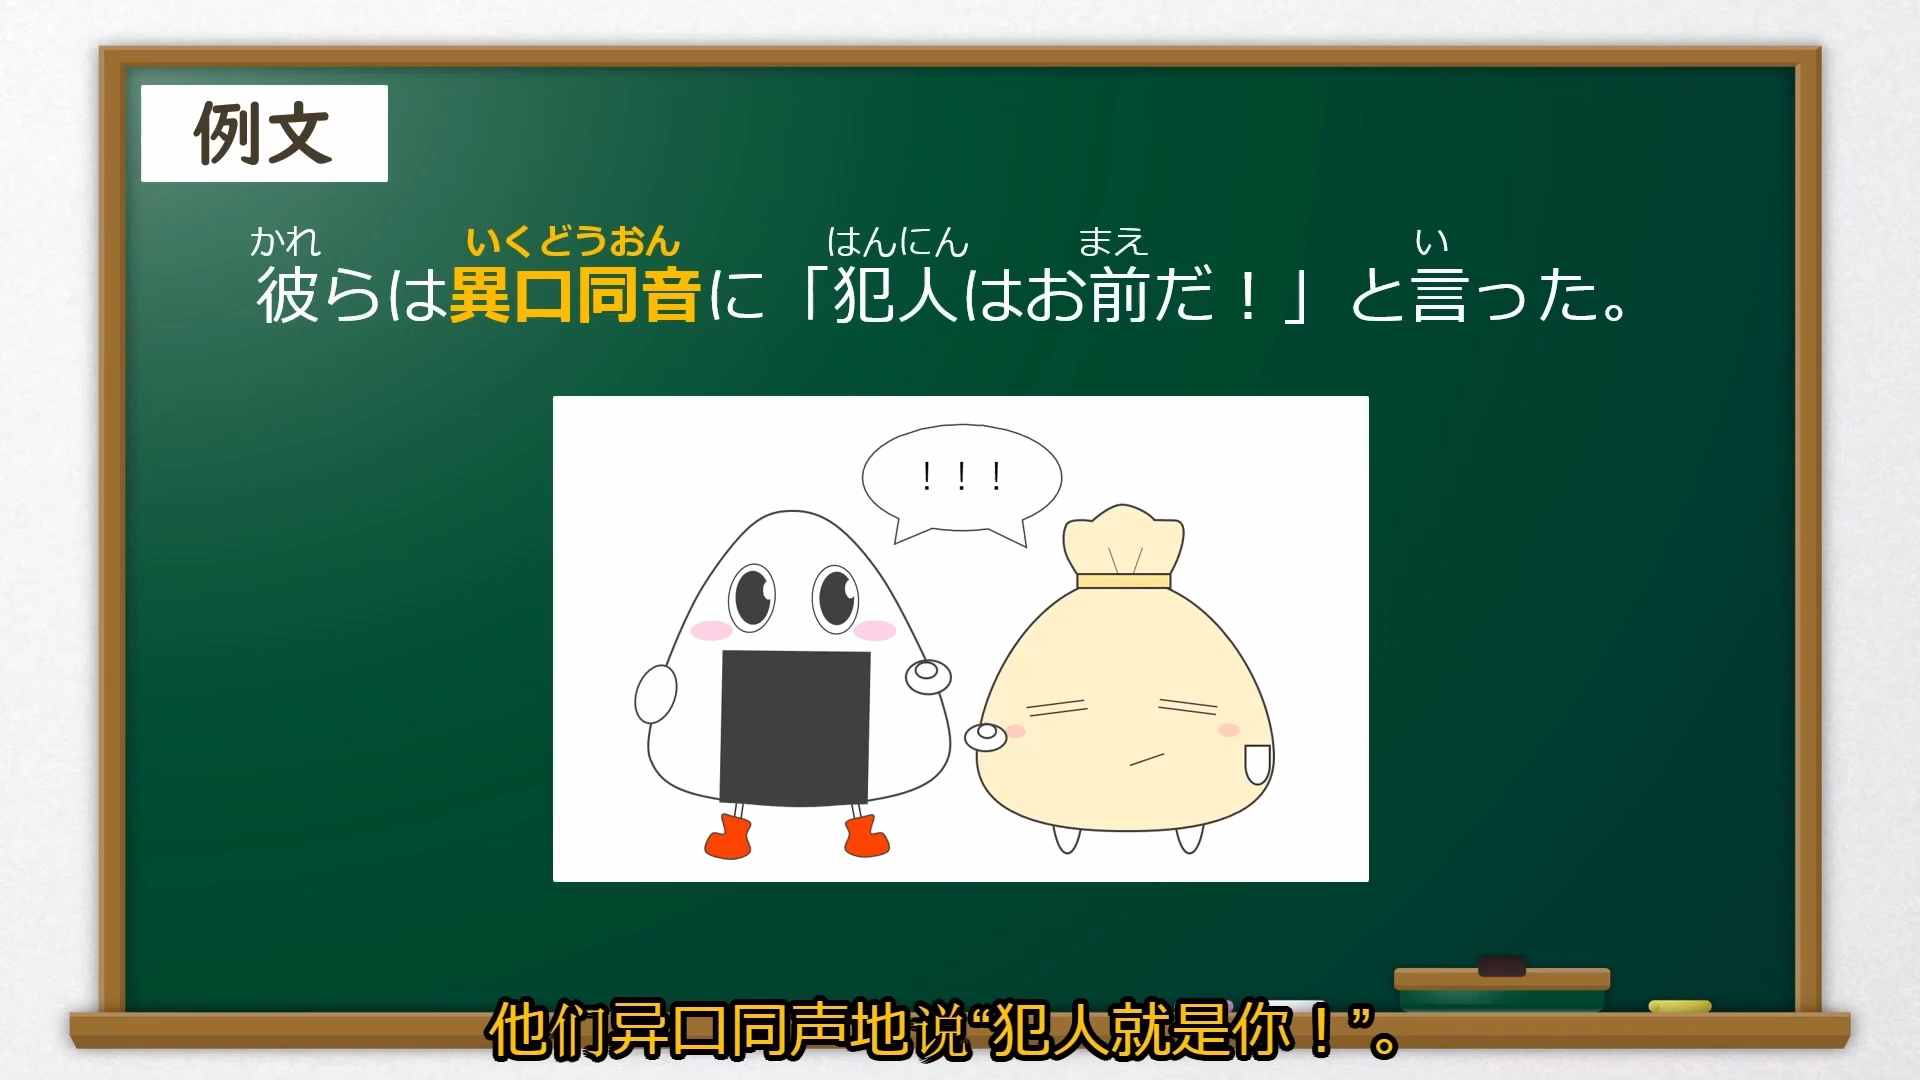 例文
かれ いくどうおん はんにん まえ い
彼らは異口同音に「犯人はお前だ！」と言った。
！！！
他们异口同声地说“犯人就是你！”。